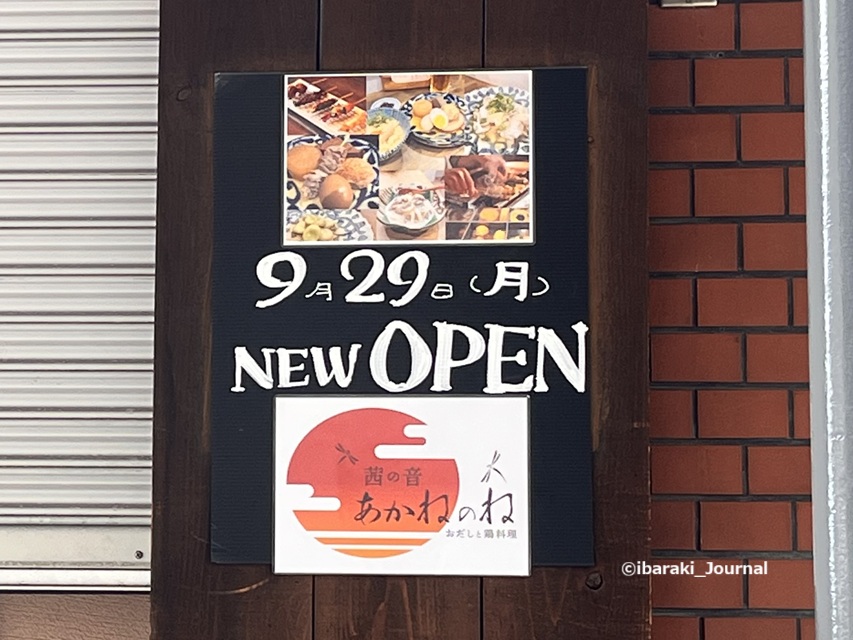 9月29日(月)
NEW OPEN
茜の音
あかねのね
おだしと鶏料理
©ibaraki_Journal